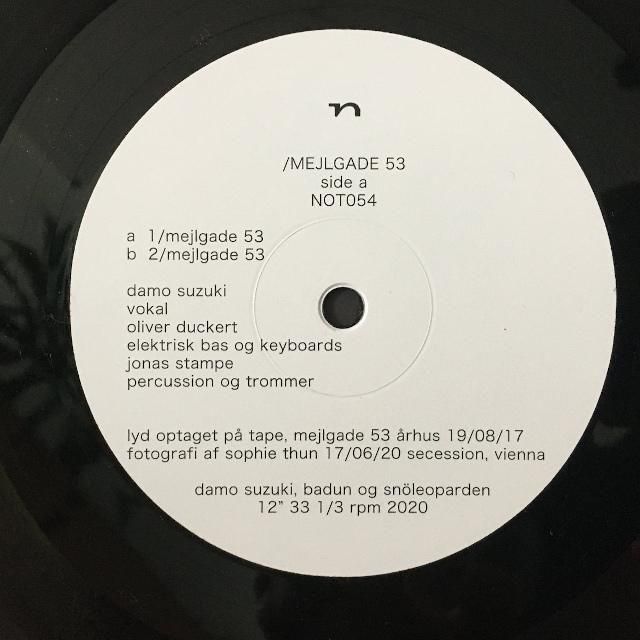 n
/MEJLGADE 53
side a
NOT054
a 1/mejlgade 53
b 2/mejlgade 53
damo suzuki
vokal
oliver duckert
elektrisk bas og keyboards
jonas stampe
percussion og trommer
lyd optaget på tape, mejlgade 53 århus 19/08/17
fotografi af sophie thun 17/06/20 secession, vienna
damo suzuki, badun og snöleoparden
12" 33 1/3 rpm 2020